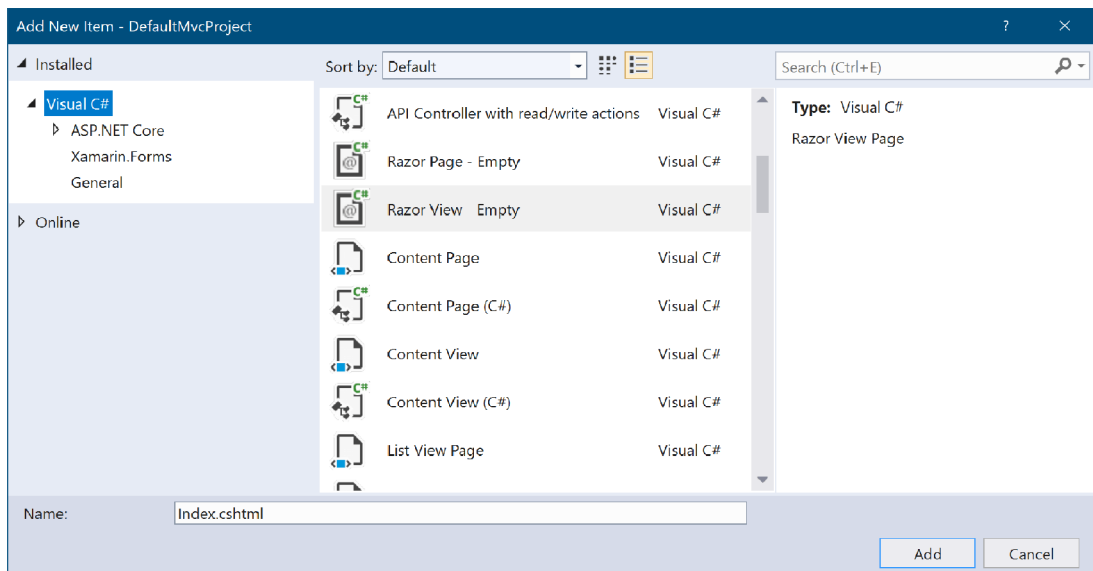 Add New Item - DefaultMvcProject
?
Installed
Sort by: Default
Search (Ctrl+E)
Visual C#
ASP.NET Core
Xamarin.Forms
General
Online
C#
API Controller with read/write actions Visual C#
C#
@
Razor Page - Empty Visual C#
C#
@
Razor View Empty Visual C#
Content Page Visual C#
C#
Content Page (C#) Visual C#
Content View Visual C#
C#
Content View (C#) Visual C#
List View Page Visual C#
Type: Visual C#
Razor View Page
Name: Index.cshtml
Add Cancel